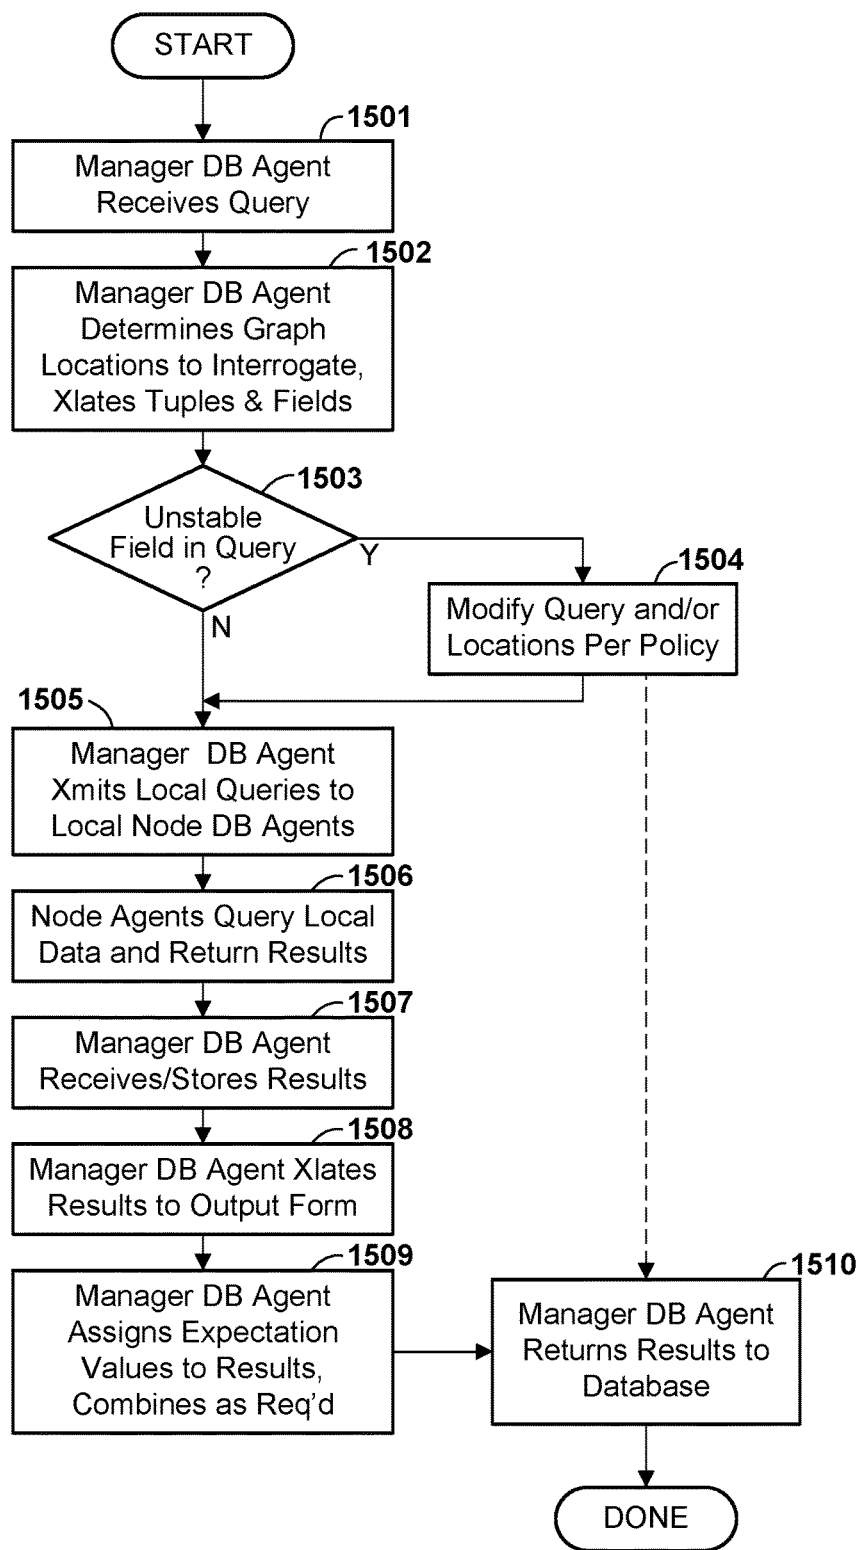 START
1501
Manager DB Agent
Receives Query
1502
Manager DB Agent
Determines Graph
Locations to Interrogate,
Xlates Tuples & Fields
1503
Unstable
Field in Query
?
Y
N
1504
Modify Query and/or
Locations Per Policy
1505
Manager DB Agent
Xmits Local Queries to
Local Node DB Agents
1506
Node Agents Query Local
Data and Return Results
1507
Manager DB Agent
Receives/Stores Results
1508
Manager DB Agent Xlates
Results to Output Form
1509
Manager DB Agent
Assigns Expectation
Values to Results,
Combines as Req'd
1510
Manager DB Agent
Returns Results to
Database
DONE